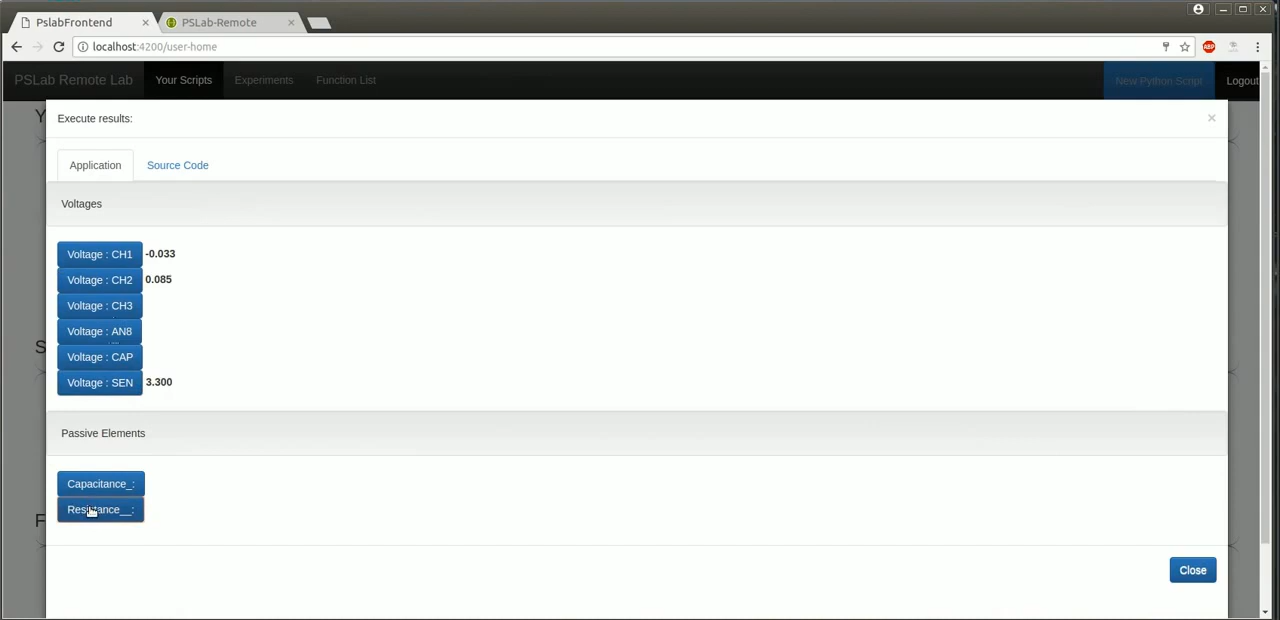 PslabFrontend
PSLab-Remote
localhost:4200/user-home
ABP
PSLab Remote Lab Your Scripts Experiments Function List New Python Script Logout
Y
Execute results:
Application Source Code
Voltages
Voltage : CH1 -0.033
Voltage : CH2 0.085
Voltage : CH3
Voltage : AN8
S
Voltage : CAP
Voltage : SEN 3.300
Passive Elements
Capacitance_:
Resistance__:
F
Close